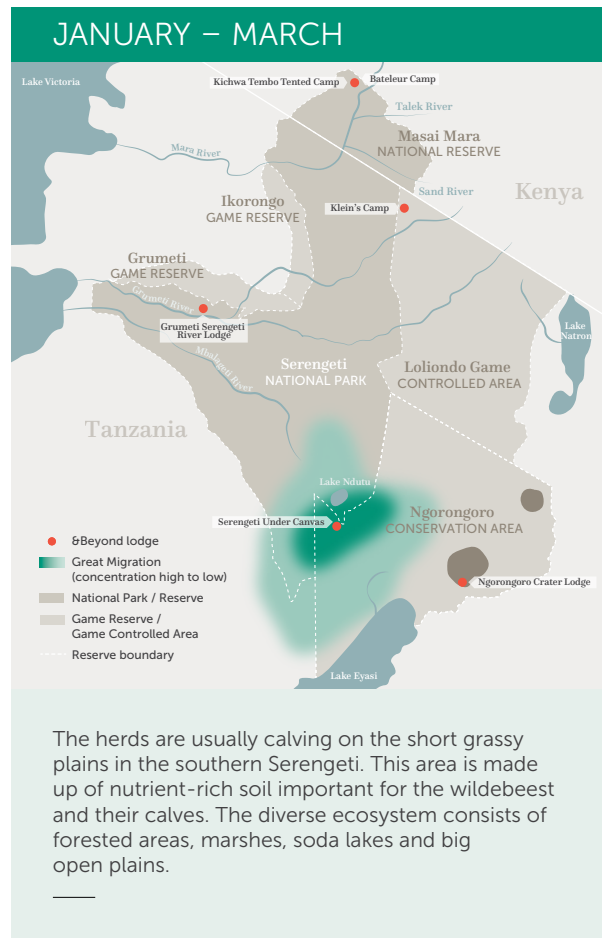 JANUARY – MARCH
Lake Victoria
Kichwa Tembo Tented Camp
Bateleur Camp
Talek River
Mara River
Masai Mara
NATIONAL RESERVE
Sand River
Kenya
Ikorongo
GAME RESERVE
Klein's Camp
Grumeti
GAME RESERVE
Grumeti River
Grumeti Serengeti
River Lodge
Lake
Natron
Mbalageti River
Serengeti
NATIONAL PARK
Loliondo Game
CONTROLLED AREA
Tanzania
Lake Ndutu
Ngorongoro
CONSERVATION AREA
Serengeti Under Canvas
&Beyond lodge
Great Migration
(concentration high to low)
National Park / Reserve
Game Reserve /
Game Controlled Area
Reserve boundary
Ngorongoro Crater Lodge
Lake Eyasi
The herds are usually calving on the short grassy
plains in the southern Serengeti. This area is made
up of nutrient-rich soil important for the wildebeest
and their calves. The diverse ecosystem consists of
forested areas, marshes, soda lakes and big
open plains.